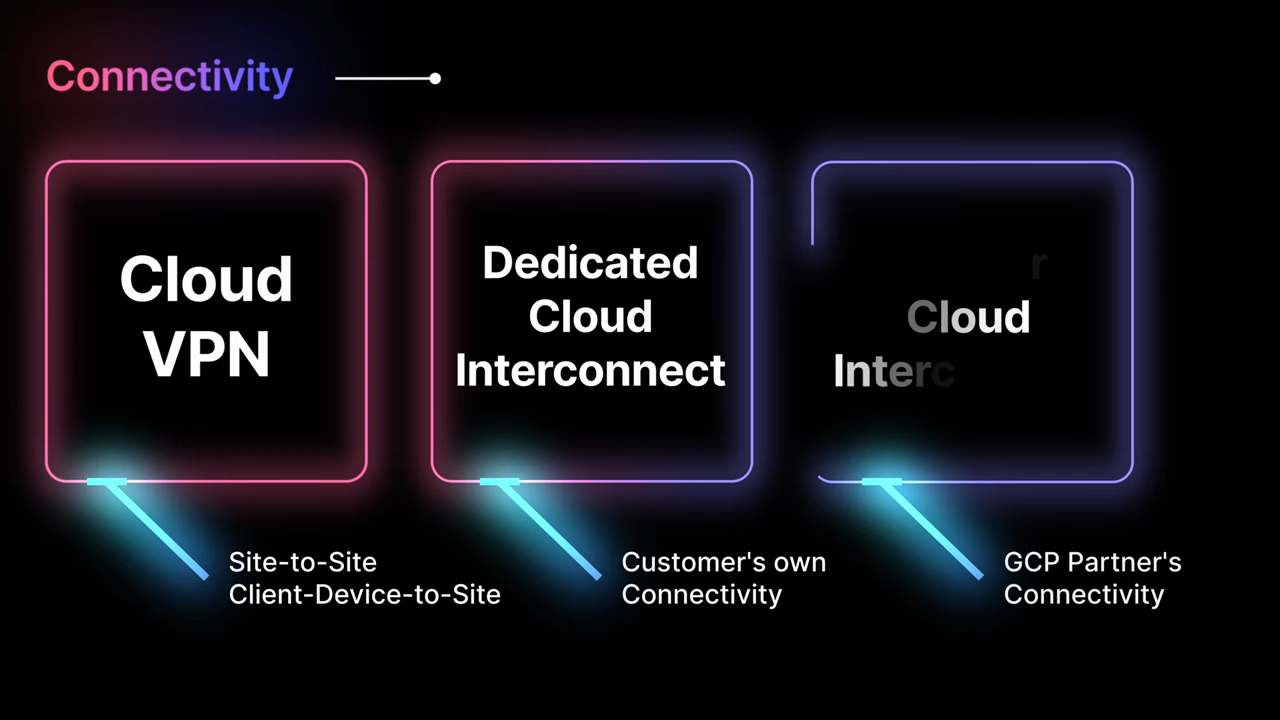 Connectivity
Cloud
VPN
Site-to-Site
Client-Device-to-Site
Dedicated
Cloud
Interconnect
Customer's own
Connectivity
r
Cloud
Interc
GCP Partner's
Connectivity